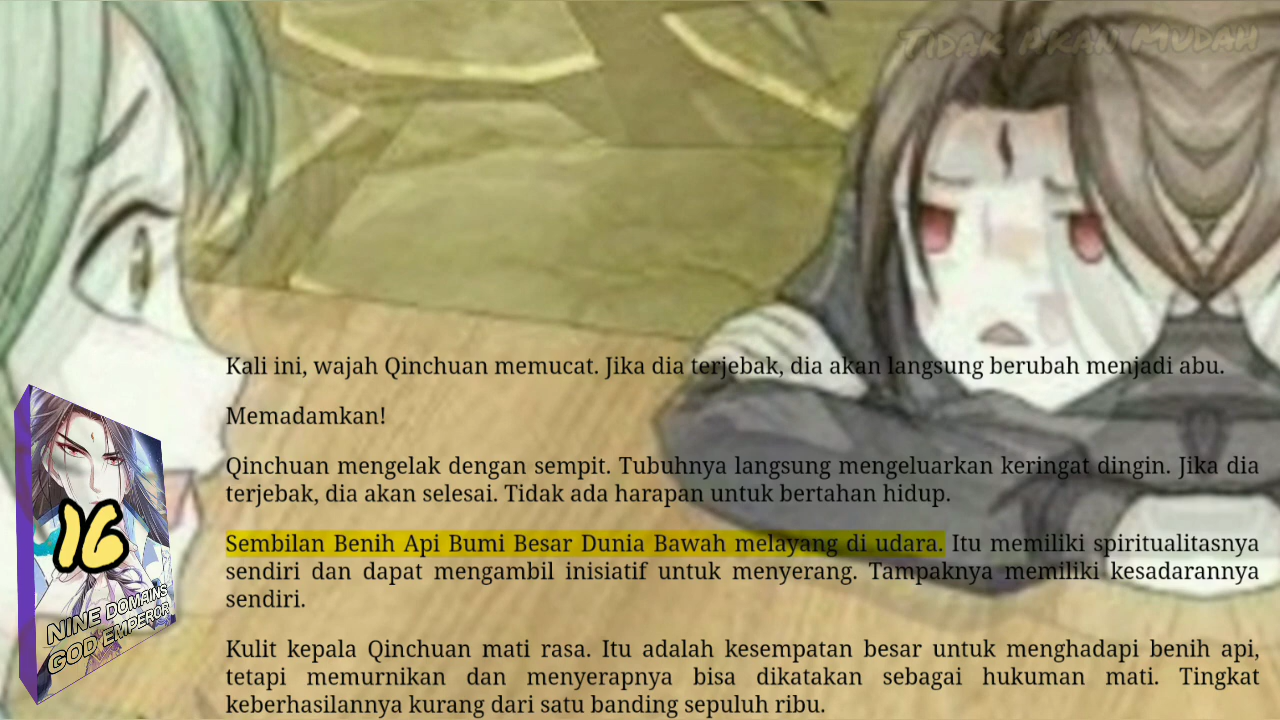 Tidak Akan Mudah
Kali ini, wajah Qinchuan memucat. Jika dia terjebak, dia akan langsung berubah menjadi abu.
Memadamkan!
Qinchuan mengelak dengan sempit. Tubuhnya langsung mengeluarkan keringat dingin. Jika dia
terjebak, dia akan selesai. Tidak ada harapan untuk bertahan hidup.
Sembilan Benih Api Bumi Besar Dunia Bawah melayang di udara. Itu memiliki spiritualitasnya
sendiri dan dapat mengambil inisiatif untuk menyerang. Tampaknya memiliki kesadarannya
sendiri.
Kulit kepala Qinchuan mati rasa. Itu adalah kesempatan besar untuk menghadapi benih api,
tetapi memurnikan dan menyerapnya bisa dikatakan sebagai hukuman mati. Tingkat
keberhasilannya kurang dari satu banding sepuluh ribu.
16
NINE DOMAINS
GOD EMPEROR